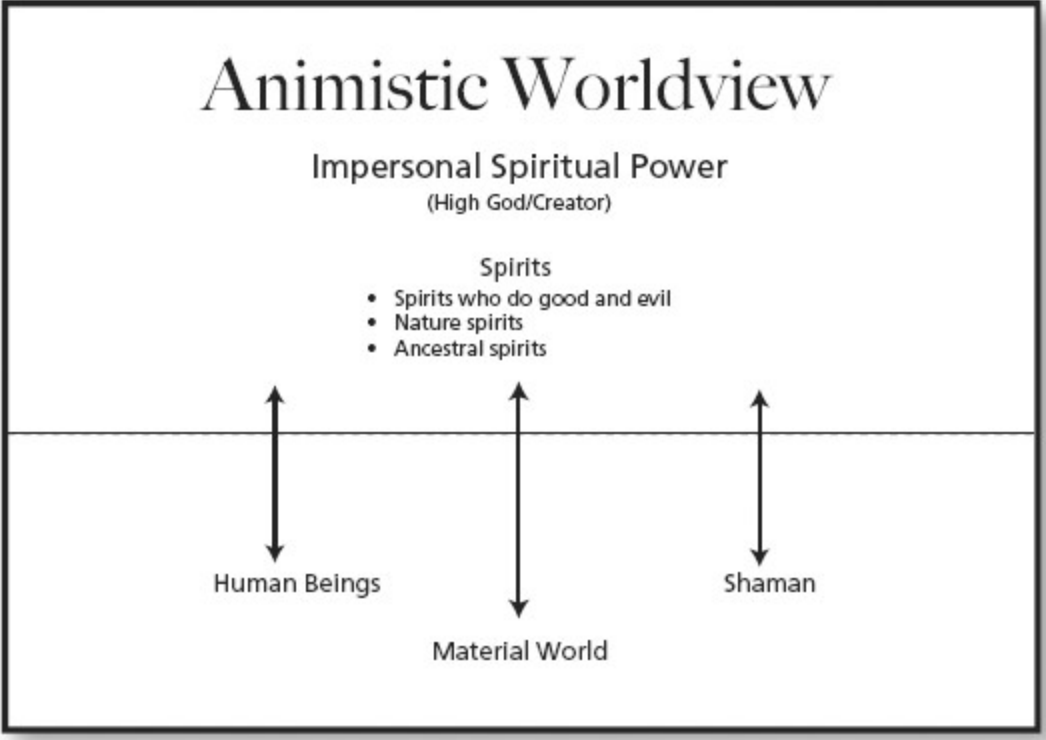 Animistic Worldview
Impersonal Spiritual Power
(High God/Creator)
Spirits
• Spirits who do good and evil
• Nature spirits
• Ancestral spirits
Human Beings
Shaman
Material World